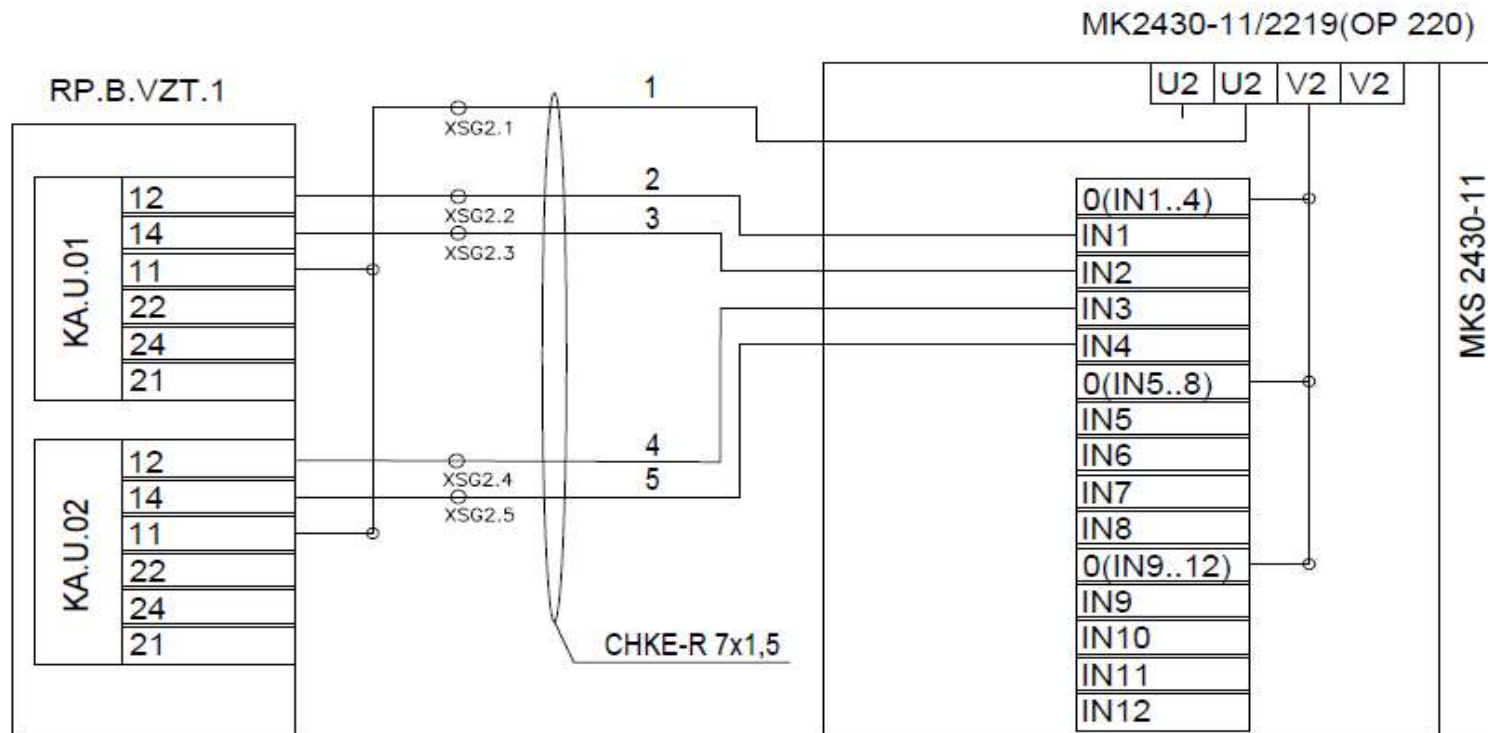 MK2430-11/2219(OP 220)
RP.B.VZT.1
U2 U2 V2 V2
1
XSG2.1
KA.U.01
12
14
11
22
24
21
2
XSG2.2
3
XSG2.3
KA.U.02
12
14
11
22
24
21
4
XSG2.4
5
XSG2.5
CHKE-R 7x1,5
0(IN1..4)
IN1
IN2
IN3
IN4
0(IN5..8)
IN5
IN6
IN7
IN8
0(IN9..12)
IN9
IN10
IN11
IN12
MKS 2430-11